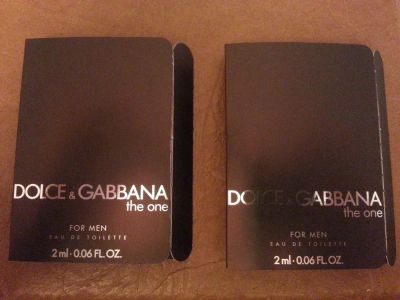 DOLCE & GABBANA
the one
FOR MEN
EAU DE TOILETTE
2 ml · 0.06 FL.OZ.
DOLCE & GABBANA
the one
FOR MEN
EAU DE TOILETTE
2 ml · 0.06 FL.OZ.